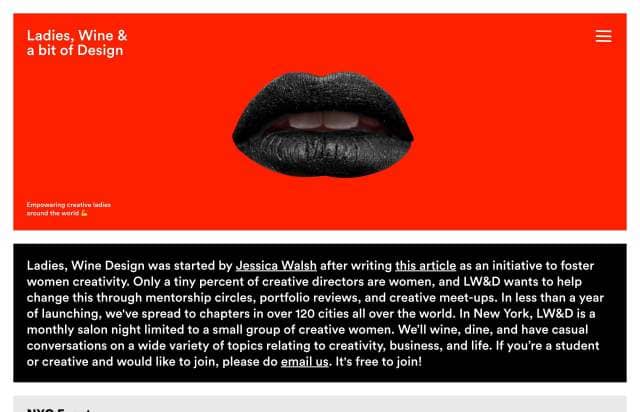 Ladies, Wine &
a bit of Design
Empowering creative ladies
around the world 💪
Ladies, Wine Design was started by Jessica Walsh after writing this article as an initiative to foster
women creativity. Only a tiny percent of creative directors are women, and LW&D wants to help
change this through mentorship circles, portfolio reviews, and creative meet-ups. In less than a year
of launching, we've spread to chapters in over 120 cities all over the world. In New York, LW&D is a
monthly salon night limited to a small group of creative women. We'll wine, dine, and have casual
conversations on a wide variety of topics relating to creativity, business, and life. If you're a student
or creative and would like to join, please do email us. It's free to join!